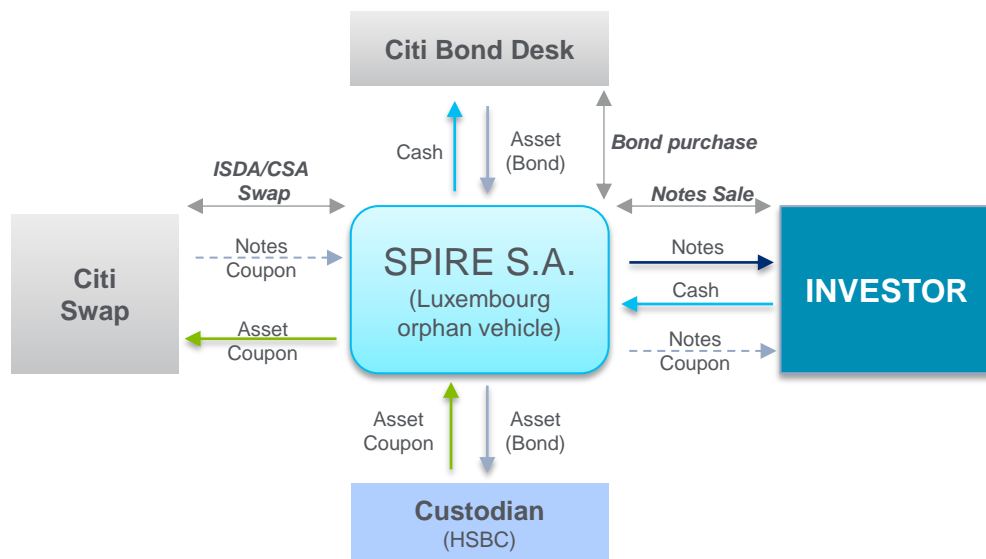 Citi Bond Desk
Cash
Asset
(Bond)
Bond purchase
ISDA/CSA
Swap
Notes Sale
Citi
Swap
Notes
Coupon
Asset
Coupon
SPIRE S.A.
(Luxembourg
orphan vehicle)
Notes
Cash
Notes
Coupon
INVESTOR
Asset
Coupon
Asset
(Bond)
Custodian
(HSBC)